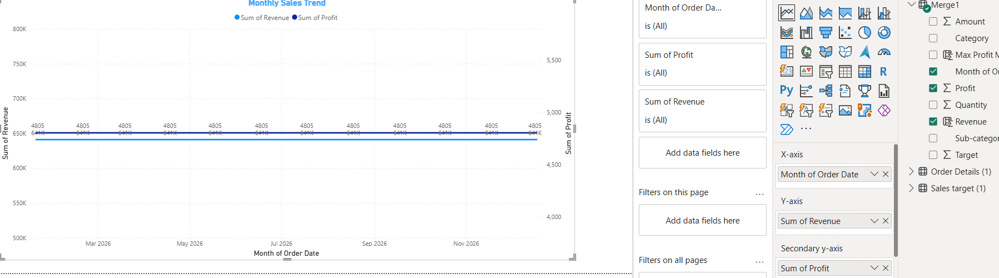 Monthly Sales Trend
Sum of Revenue Sum of Profit
800K
750K
700K
650K
600K
550K
500K
Sum of Revenue
5,500
5,000
4,500
4,000
Sum of Profit
4805 4805 4805 4805 4805 4805 4805 4805 4805 4805 4805 4805
641K 641K 641K 641K 641K 641K 641K 641K 641K 641K 641K 641K
Mar 2026 May 2026 Jul 2026 Sep 2026 Nov 2026
Month of Order Date
Month of Order Da...
is (All)
Sum of Profit
is (All)
Sum of Revenue
is (All)
Add data fields here
Filters on this page ...
Add data fields here
Filters on all pages ...
123
R
Py
...
X-axis
Month of Order Date
Y-axis
Sum of Revenue
Secondary y-axis
Sum of Profit
Merge1
Amount
Category
Max Profit M
Month of Or
Profit
Quantity
Revenue
Sub-categor
Target
Order Details (1)
Sales target (1)